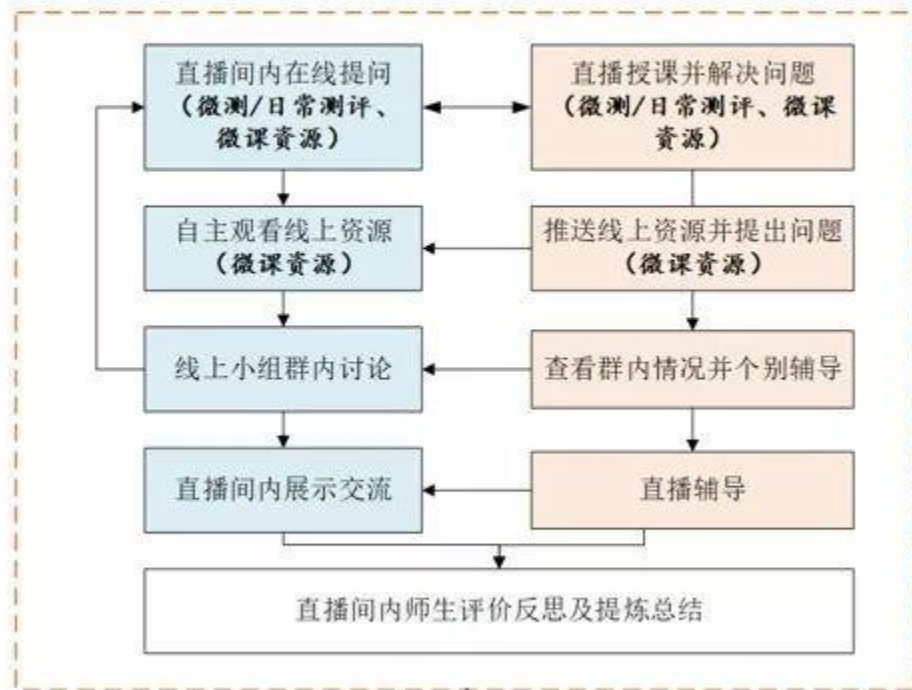 直播间内在线提问
（微测/日常测评、
微课资源）
直播授课并解决问题
（微测/日常测评、微课
资源）
自主观看线上资源
（微课资源）
推送线上资源并提出问题
（微课资源）
线上小组群内讨论
查看群内情况并个别辅导
直播间内展示交流
直播辅导
直播间内师生评价反思及提炼总结